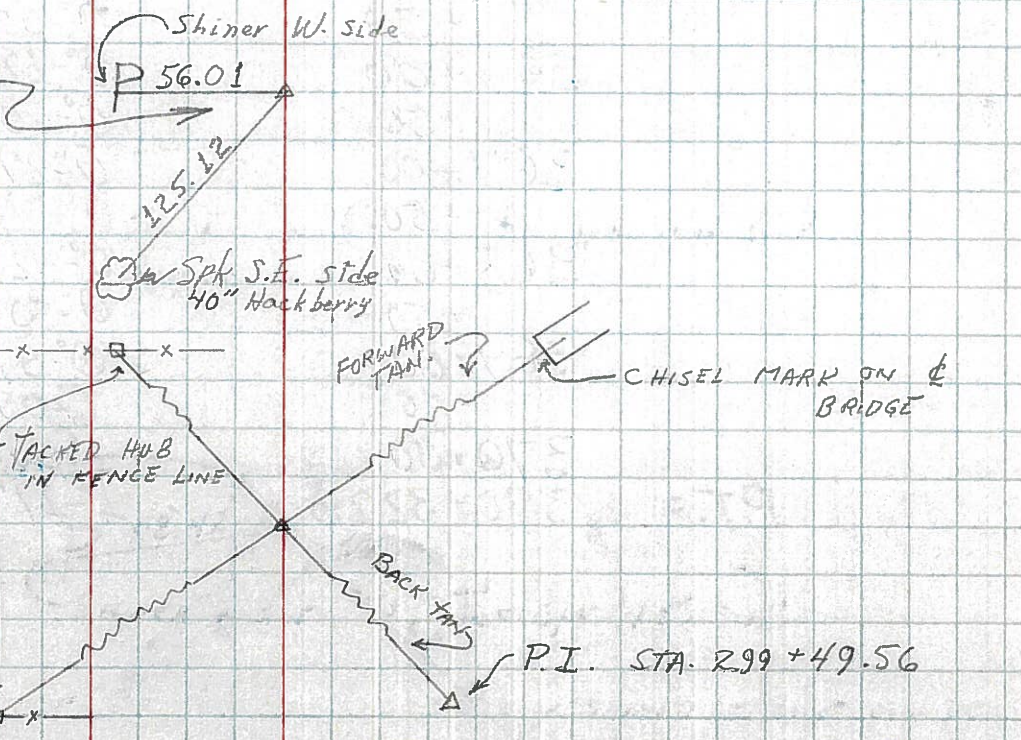 Shiner W. side
P 56.01
125.12
Spk S.E. side
40" Hackberry
FORWARD
TAN.
CHISEL MARK ON ℄
BRIDGE
TACKED HUB
IN FENCE LINE
BACK TANS
P.I. STA. 299 +49.56